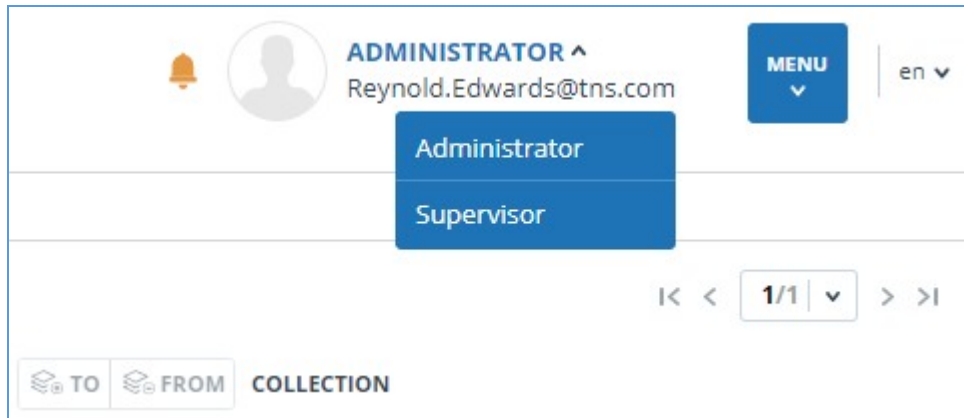 ADMINISTRATOR
Reynold.Edwards@tns.com
MENU
en
Administrator
Supervisor
1/1
TO FROM COLLECTION